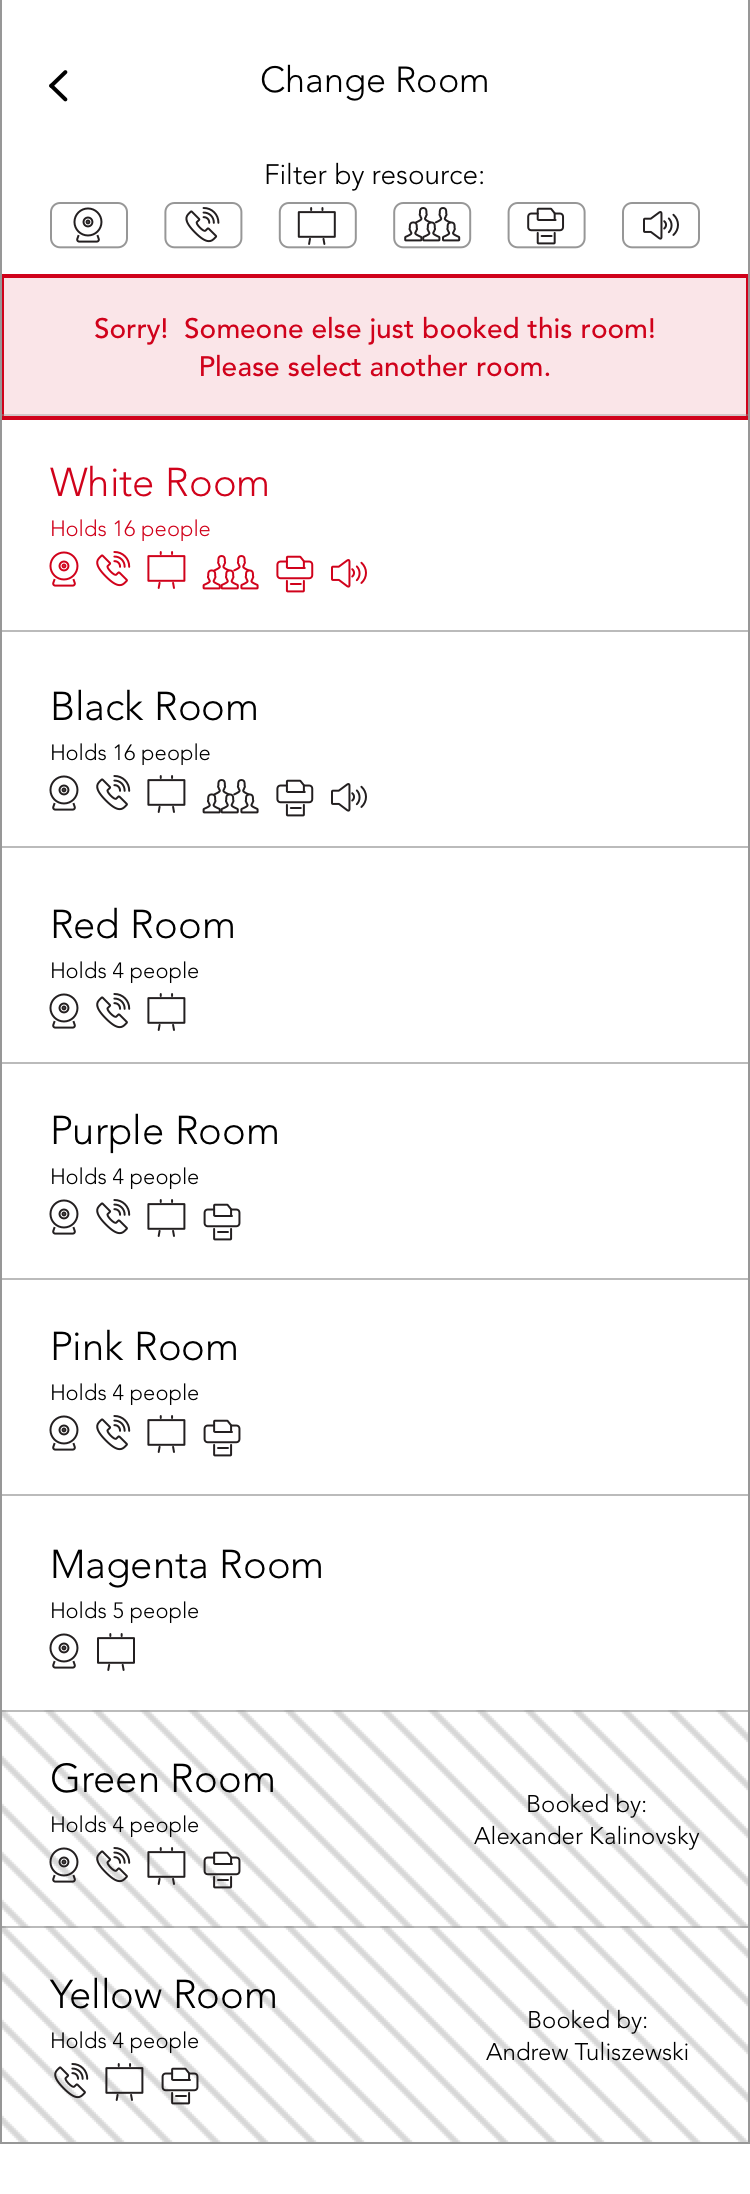 Change Room
Filter by resource:
Sorry!  Someone else just booked this room!
Please select another room.
White Room
Holds 16 people
Black Room
Holds 16 people
Red Room
Holds 4 people
Purple Room
Holds 4 people
Pink Room
Holds 4 people
Magenta Room
Holds 5 people
Green Room
Holds 4 people
Booked by:
Alexander Kalinovsky
Yellow Room
Holds 4 people
Booked by:
Andrew Tuliszewski